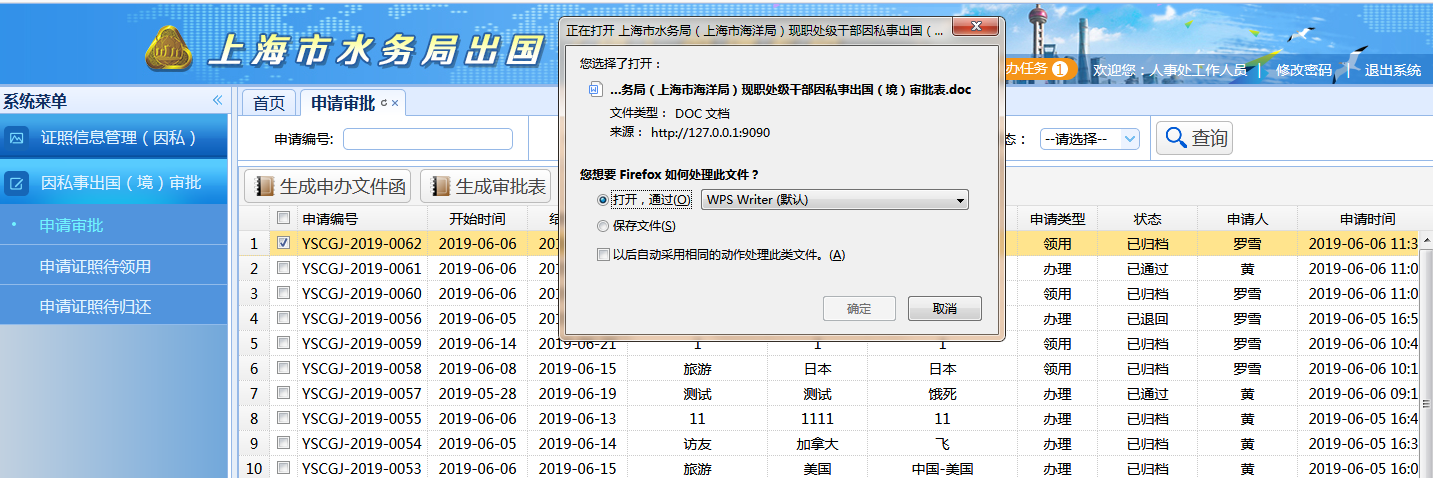 上海市水务局出国
办任务 1 欢迎您：人事处工作人员 | 修改密码 | 退出系统
系统菜单
证照信息管理（因私）
因私事出国（境）审批
申请审批
申请证照待领用
申请证照待归还
首页 申请审批
申请编号:
态： --请选择-- 查询
生成申办文件函 生成审批表
正在打开 上海市水务局（上海市海洋局）现职处级干部因私事出国（...
您选择了打开：
...务局（上海市海洋局）现职处级干部因私事出国（境）审批表.doc
文件类型： DOC 文档
来源： http://127.0.0.1:9090
您想要 Firefox 如何处理此文件？
打开，通过(O) WPS Writer (默认)
保存文件(S)
以后自动采用相同的动作处理此类文件。(A)
确定 取消
申请编号 开始时间 申请类型 状态 申请人 申请时间
1 YSCGJ-2019-0062 2019-06-06 201 领用 已归档 罗雪 2019-06-06 11:3
2 YSCGJ-2019-0061 2019-06-06 201 办理 已通过 黄 2019-06-06 11:0
3 YSCGJ-2019-0060 2019-06-06 201 领用 已归档 罗雪 2019-06-06 11:0
4 YSCGJ-2019-0056 2019-06-05 201 办理 已退回 罗雪 2019-06-05 16:5
5 YSCGJ-2019-0059 2019-06-14 2019-06-21 1 1 1 领用 已归档 罗雪 2019-06-06 10:4
6 YSCGJ-2019-0058 2019-06-08 2019-06-15 旅游 日本 日本 领用 已归档 罗雪 2019-06-06 10:1
7 YSCGJ-2019-0057 2019-05-28 2019-06-19 测试 测试 饿死 办理 已通过 黄 2019-06-06 09:1
8 YSCGJ-2019-0055 2019-06-06 2019-06-13 11 1111 11 办理 已归档 黄 2019-06-05 16:4
9 YSCGJ-2019-0054 2019-06-05 2019-06-14 访友 加拿大 飞 办理 已归档 黄 2019-06-05 16:3
10 YSCGJ-2019-0053 2019-06-06 2019-06-15 旅游 美国 中国-美国 办理 已归档 黄 2019-06-05 16:0